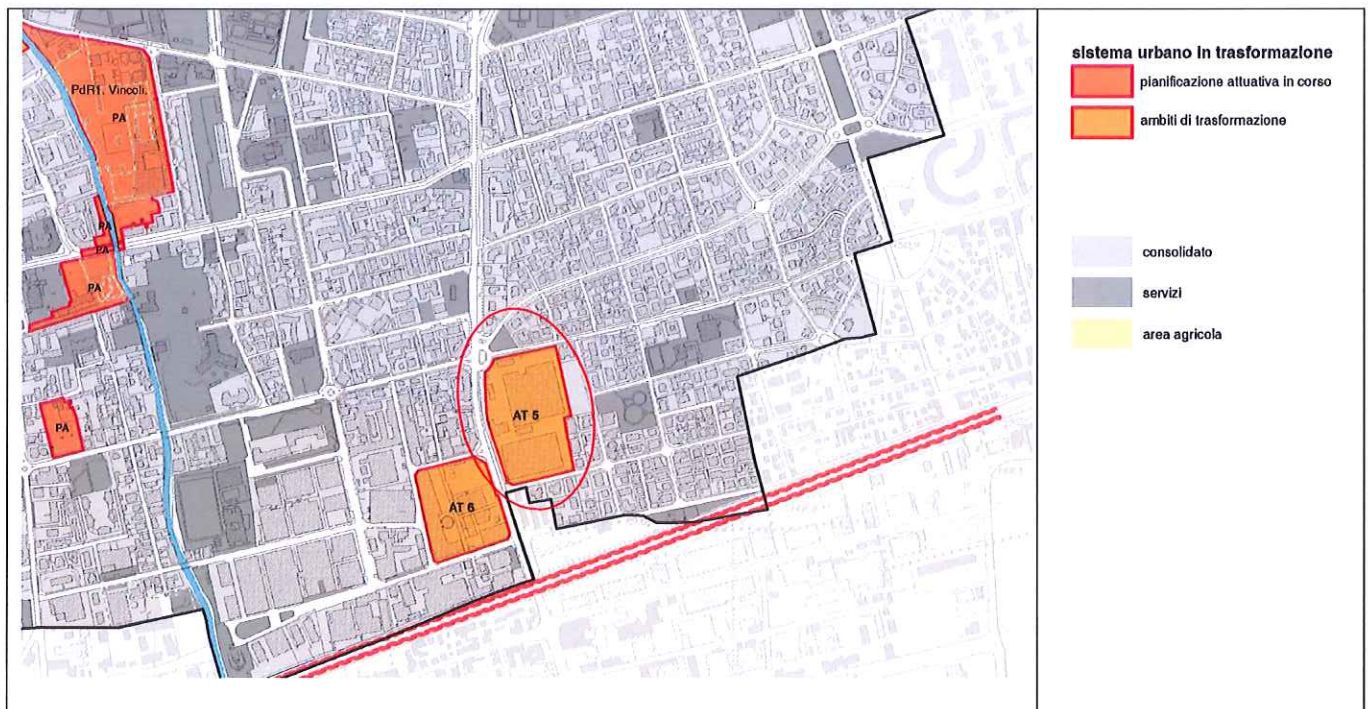 PdR1. Vincoli.
PA
PA
PA
PA
PA
AT 5
AT 6
sistema urbano in trasformazione
pianificazione attuativa in corso
ambiti di trasformazione
consolidato
servizi
area agricola